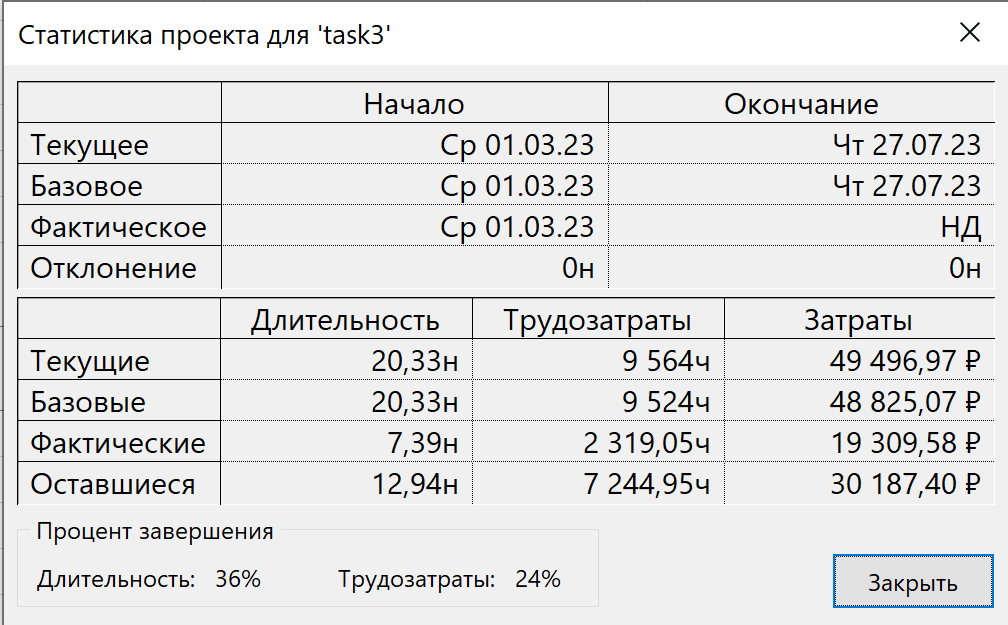 Статистика проекта для 'task3'
Начало Окончание
Текущее Ср 01.03.23 Чт 27.07.23
Базовое Ср 01.03.23 Чт 27.07.23
Фактическое Ср 01.03.23 НД
Отклонение 0н 0н
Длительность Трудозатраты Затраты
Текущие 20,33н 9 564ч 49 496,97 ₽
Базовые 20,33н 9 524ч 48 825,07 ₽
Фактические 7,39н 2 319,05ч 19 309,58 ₽
Оставшиеся 12,94н 7 244,95ч 30 187,40 ₽
Процент завершения
Длительность: 36% Трудозатраты: 24%
Закрыть